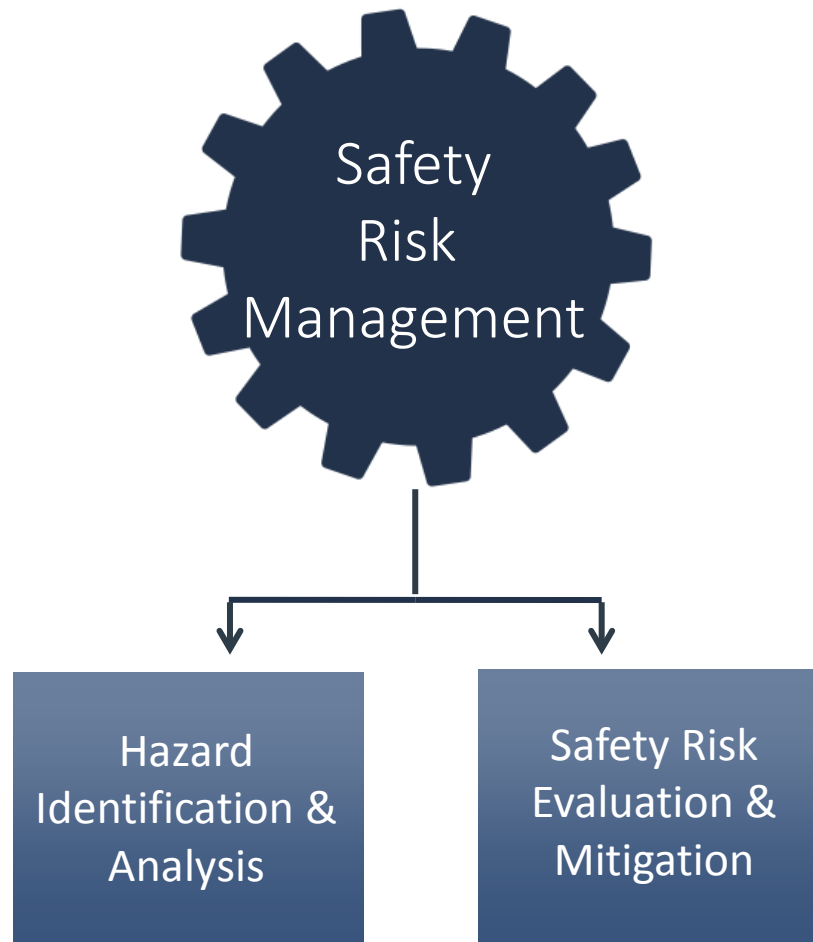 Safety
Risk
Management
Hazard
Identification &
Analysis
Safety Risk
Evaluation &
Mitigation